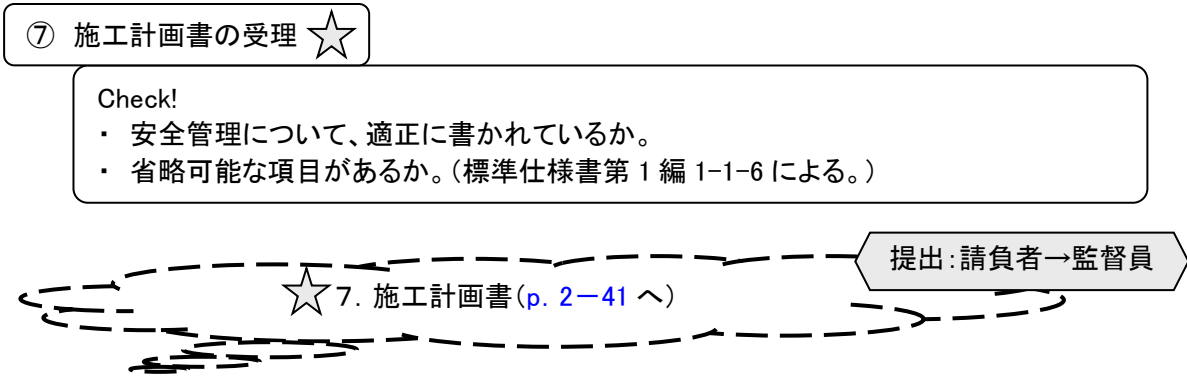 ⑦ 施工計画書の受理
Check!
・ 安全管理について、適正に書かれているか。
・ 省略可能な項目があるか。(標準仕様書第1編 1-1-6 による。)
提出:請負者→監督員
7. 施工計画書(p. 2-41 へ)